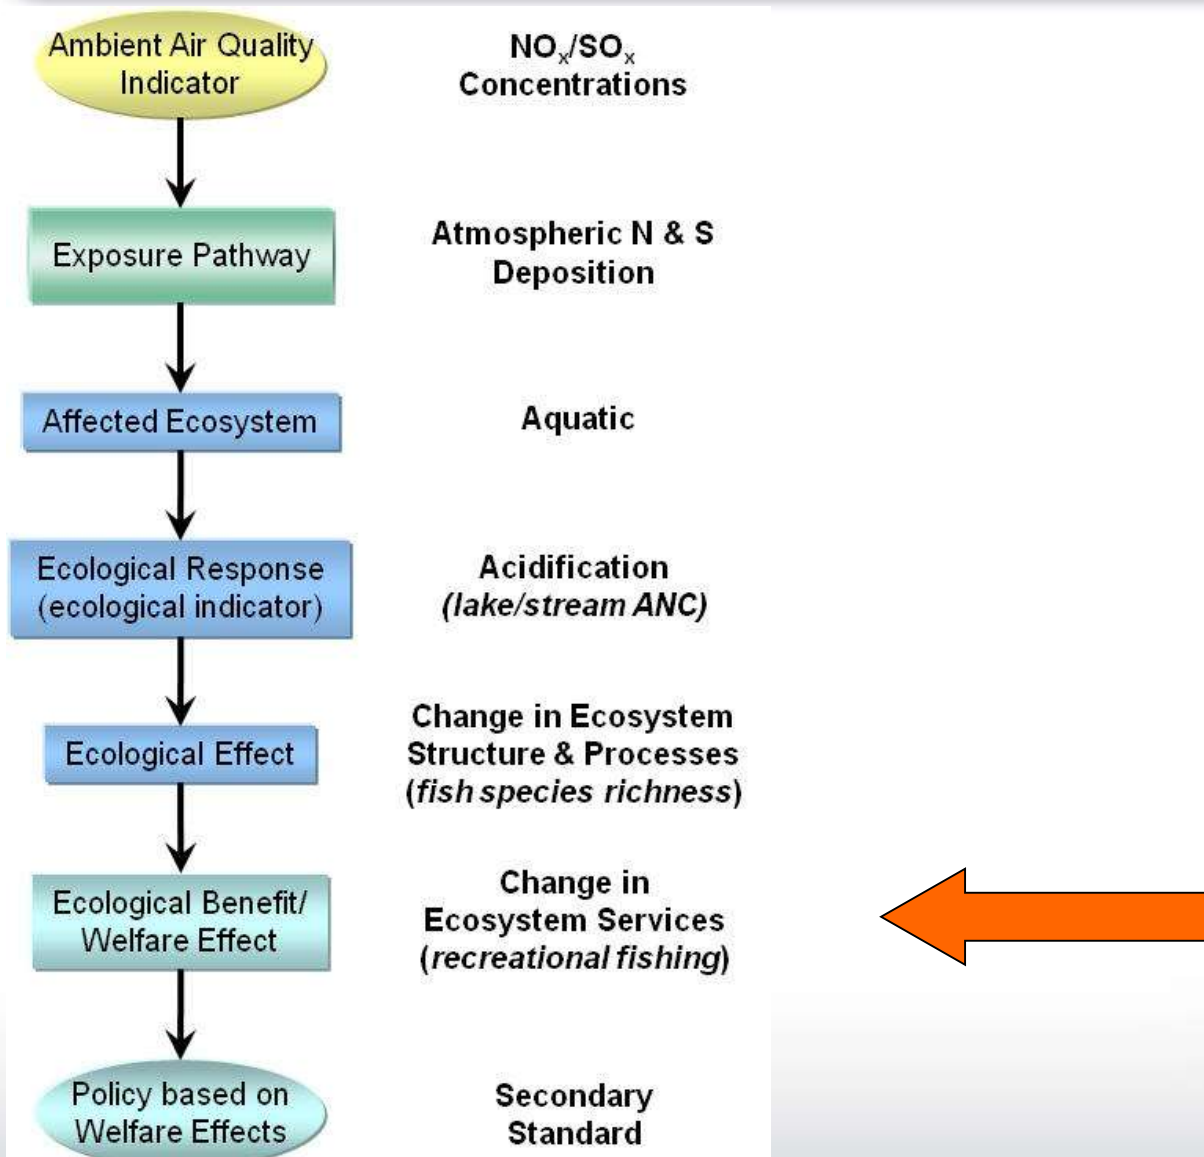 Ambient Air Quality
Indicator
NOx/SOx
Concentrations
Exposure Pathway
Atmospheric N & S
Deposition
Affected Ecosystem
Aquatic
Ecological Response
(ecological indicator)
Acidification
(lake/stream ANC)
Ecological Effect
Change in Ecosystem
Structure & Processes
(fish species richness)
Ecological Benefit/
Welfare Effect
Change in
Ecosystem Services
(recreational fishing)
Policy based on
Welfare Effects
Secondary
Standard